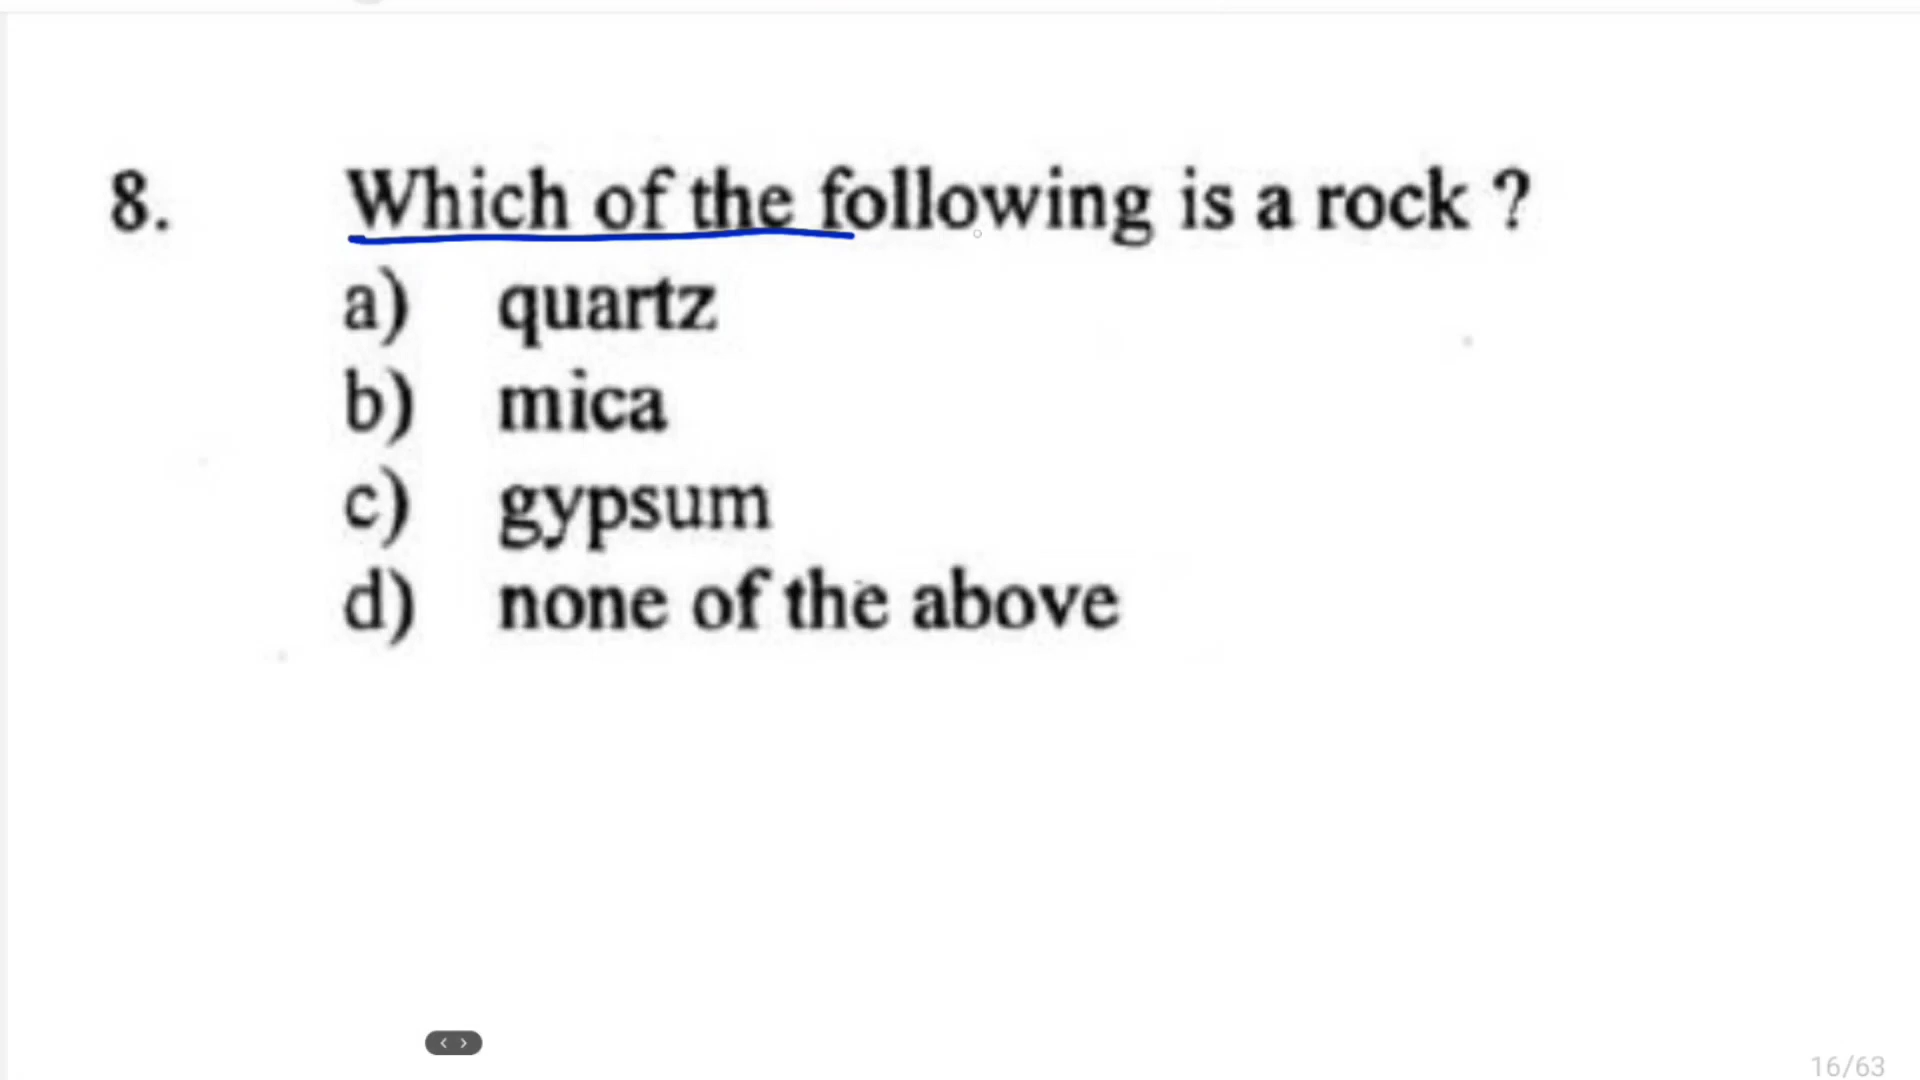 8. Which of the following is a rock ?
a) quartz
b) mica
c) gypsum
d) none of the above
16/63